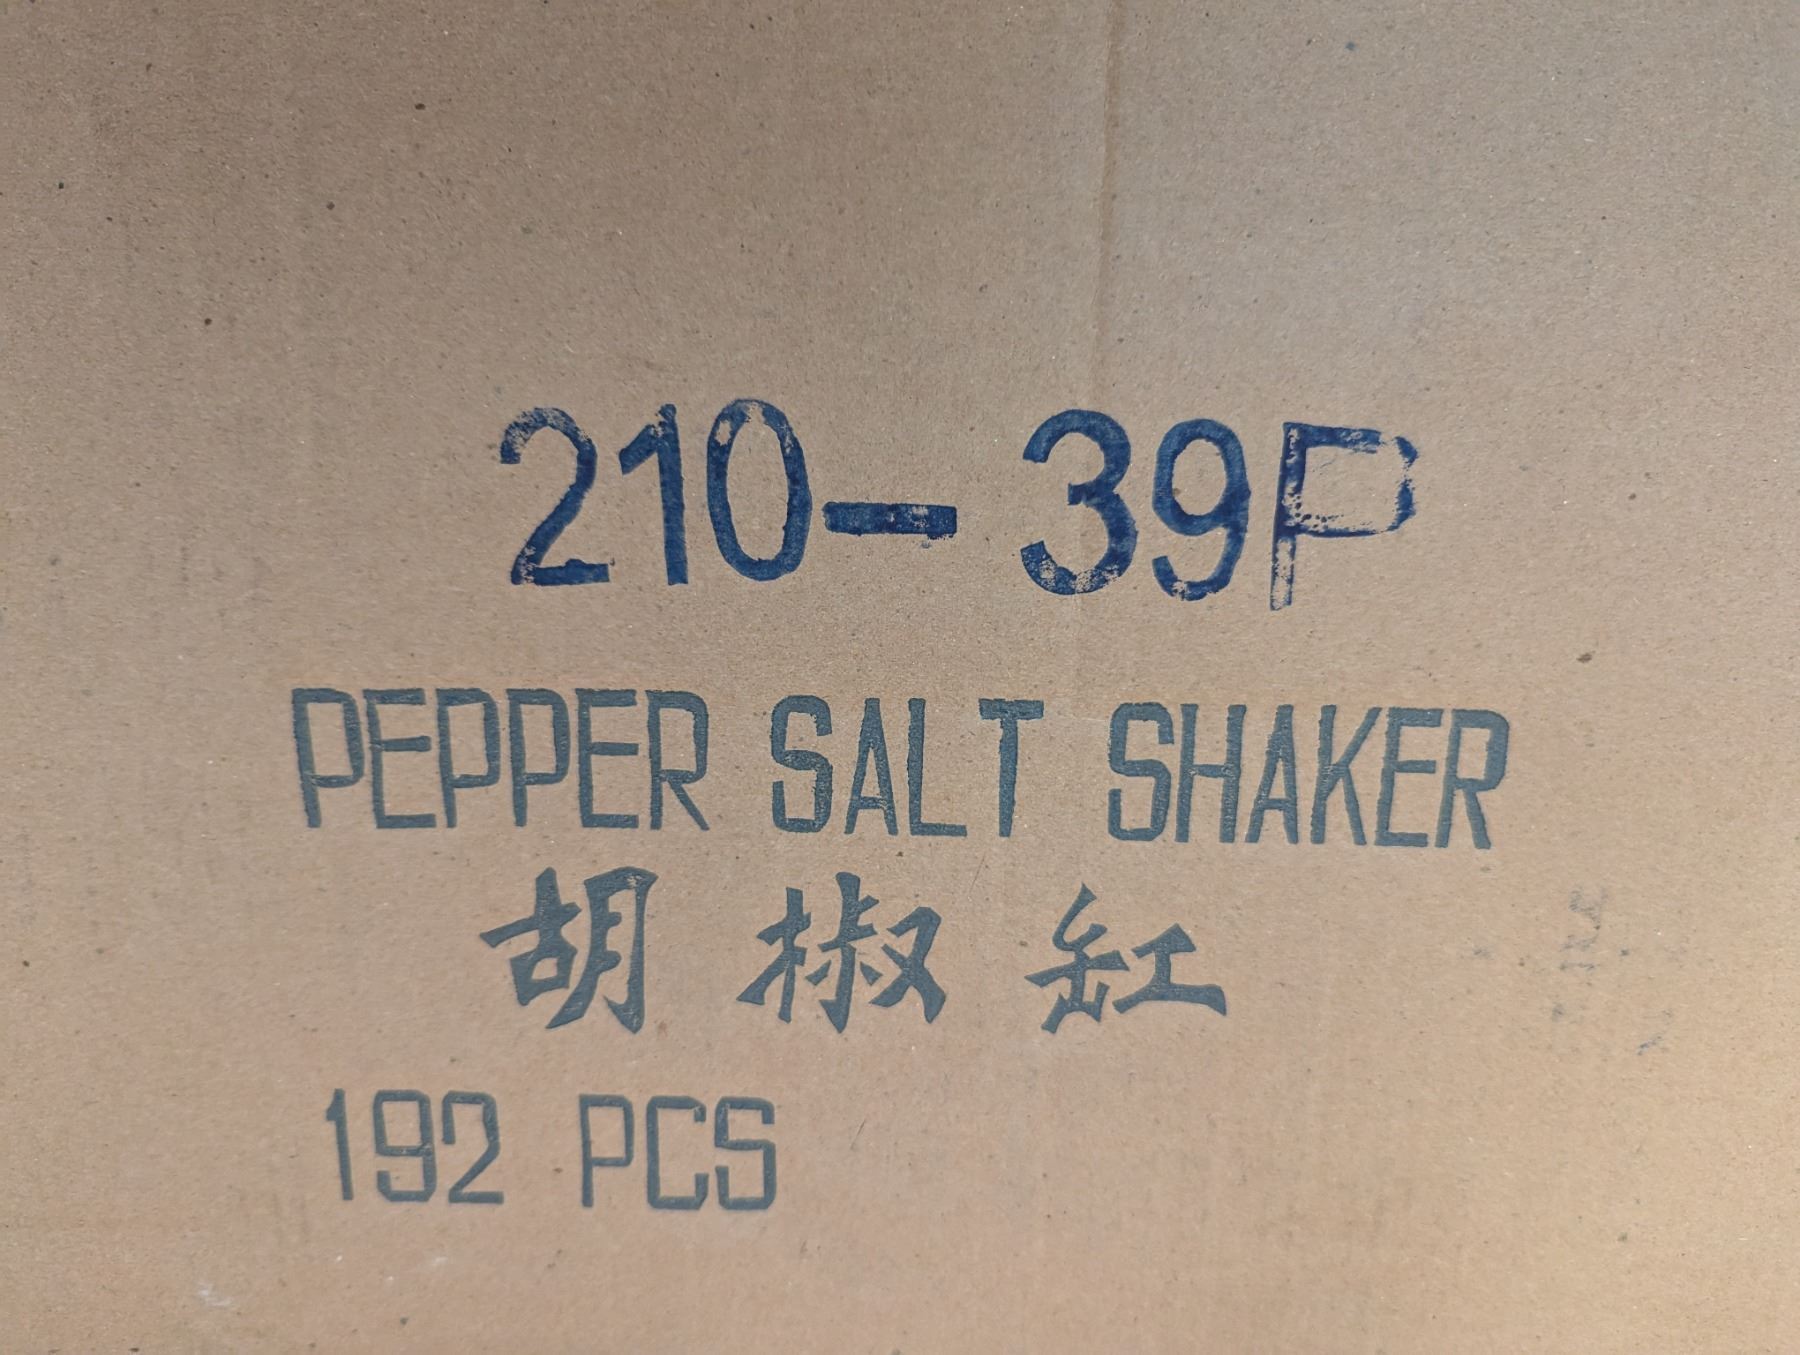 210-39P
PEPPER SALT SHAKER
胡椒缸
192 PCS